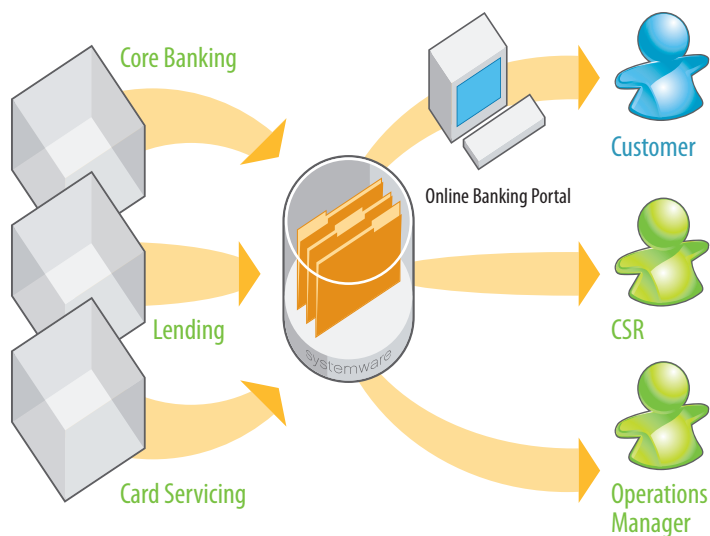 Core Banking
Customer
Online Banking Portal
Lending
CSR
systemware
Card Servicing
Operations
Manager